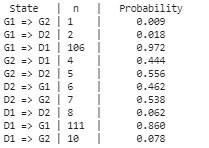 State | n | Probability
G1 => G2 | 1 | 0.009
G1 => D2 | 2 | 0.018
G1 => D1 | 106 | 0.972
G2 => D1 | 4 | 0.444
G2 => D2 | 5 | 0.556
D2 => G1 | 6 | 0.462
D2 => G2 | 7 | 0.538
D1 => D2 | 8 | 0.062
D1 => G1 | 111 | 0.860
D1 => G2 | 10 | 0.078